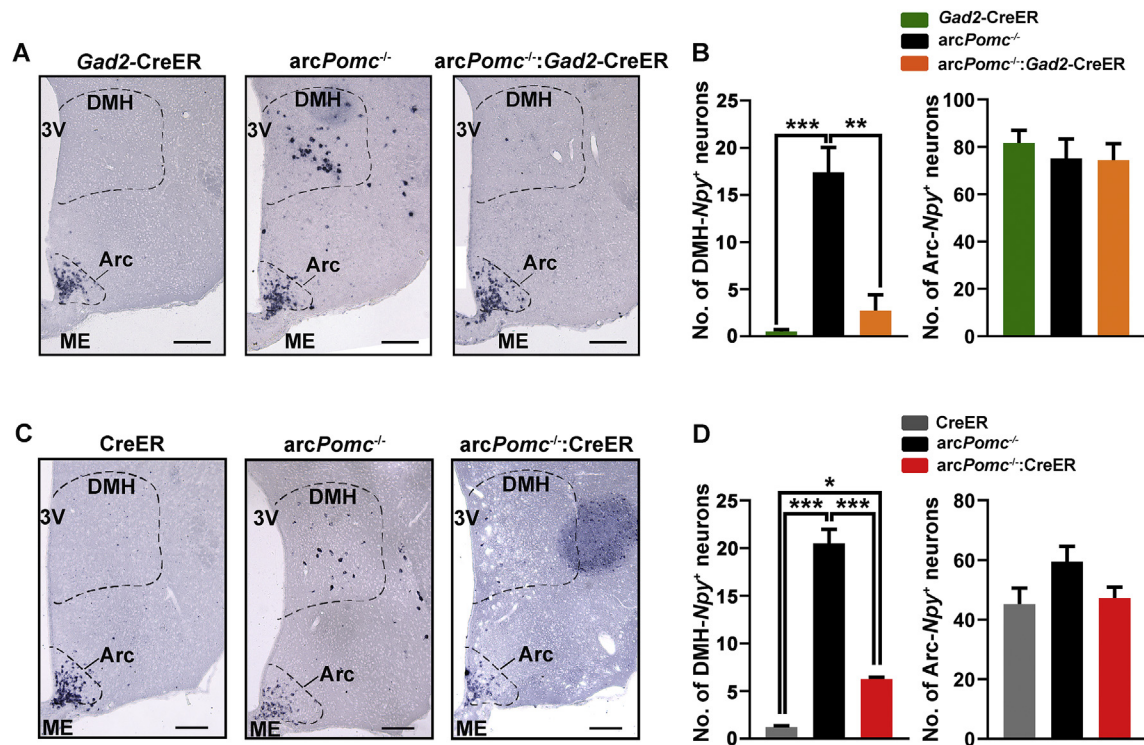 A
Gad2-CreER
arcPomc-/-
arcPomc-/-:Gad2-CreER
DMH
3V
Arc
ME
DMH
3V
Arc
ME
DMH
3V
Arc
ME
B
Gad2-CreER
arcPomc-/-
arcPomc-/-:Gad2-CreER
No. of DMH-Npy+ neurons
25
20
15
10
5
0
***
**
No. of Arc-Npy+ neurons
100
80
60
40
20
0
C
CreER
arcPomc-/-
arcPomc-/-:CreER
DMH
3V
Arc
ME
DMH
3V
Arc
ME
DMH
3V
Arc
ME
D
CreER
arcPomc-/-
arcPomc-/-:CreER
No. of DMH-Npy+ neurons
25
20
15
10
5
0
*
***
***
No. of Arc-Npy+ neurons
80
60
40
20
0